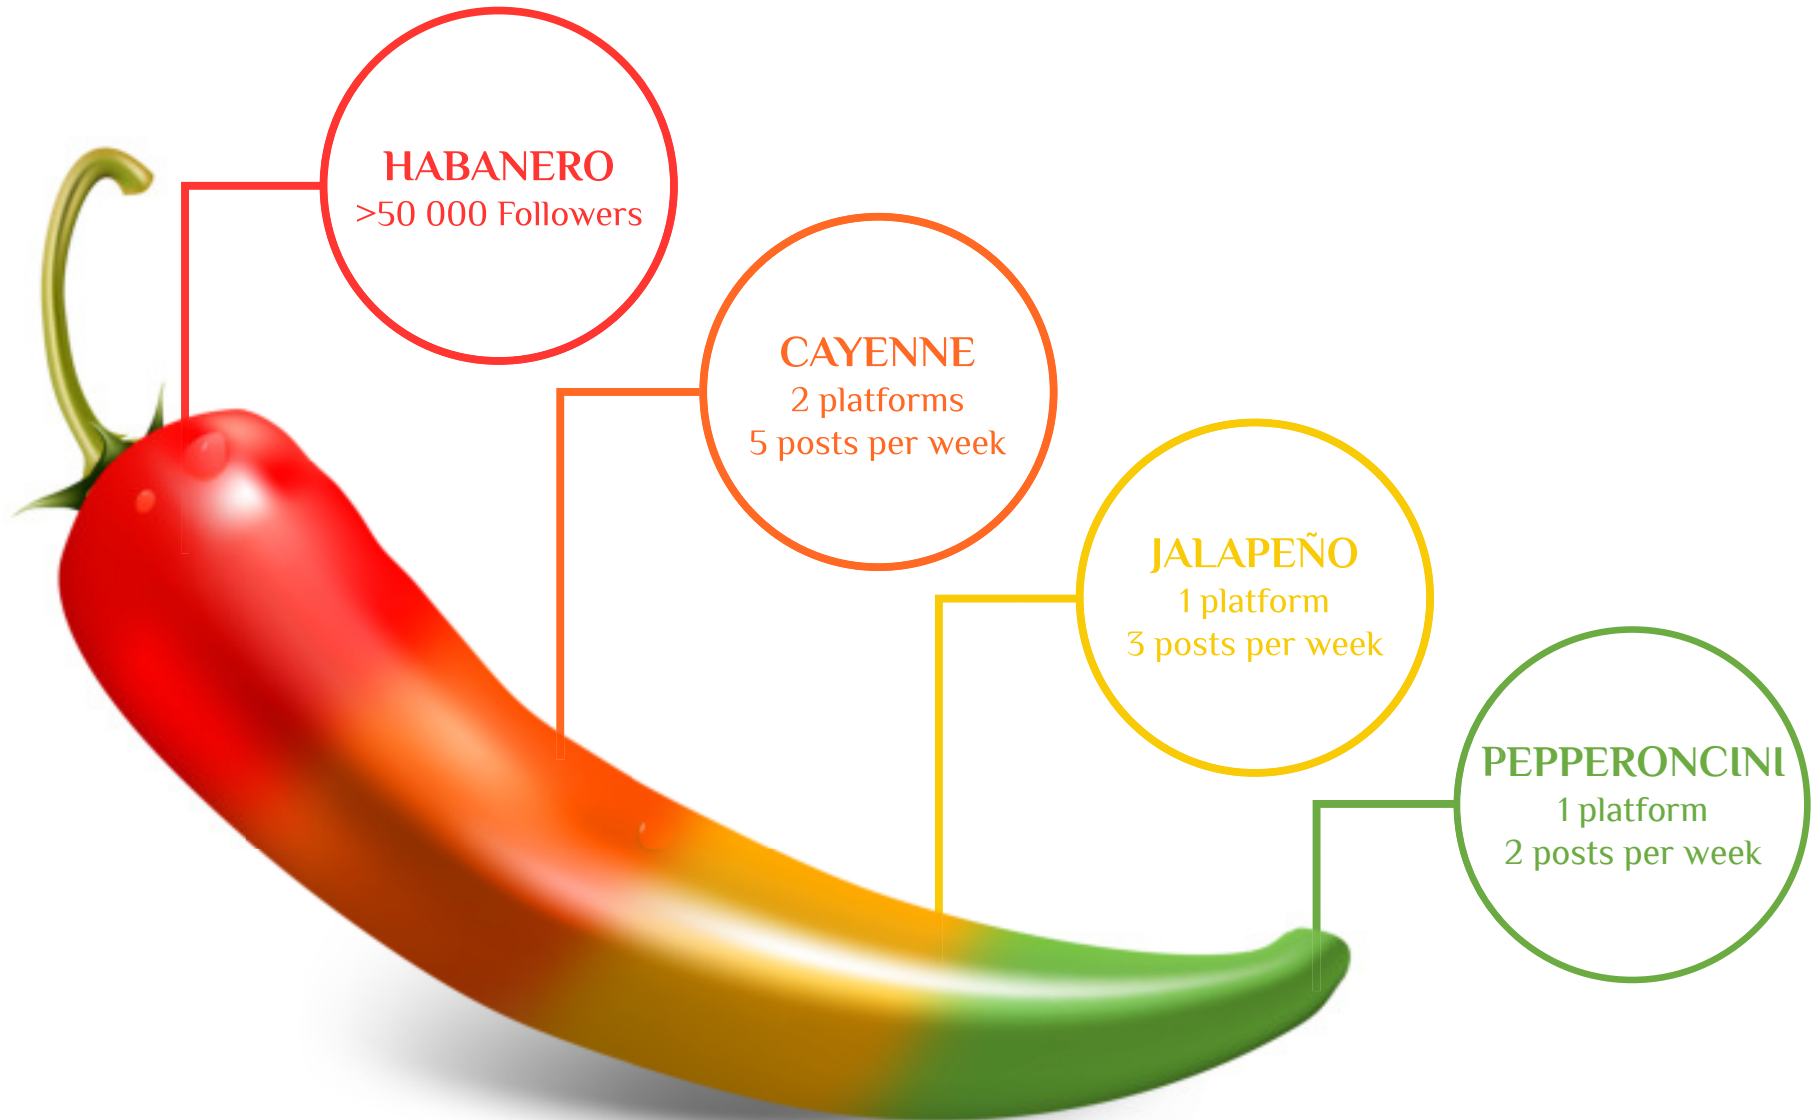 HABANERO
>50 000 Followers
CAYENNE
2 platforms
5 posts per week
JALAPEÑO
1 platform
3 posts per week
PEPPERONCINI
1 platform
2 posts per week